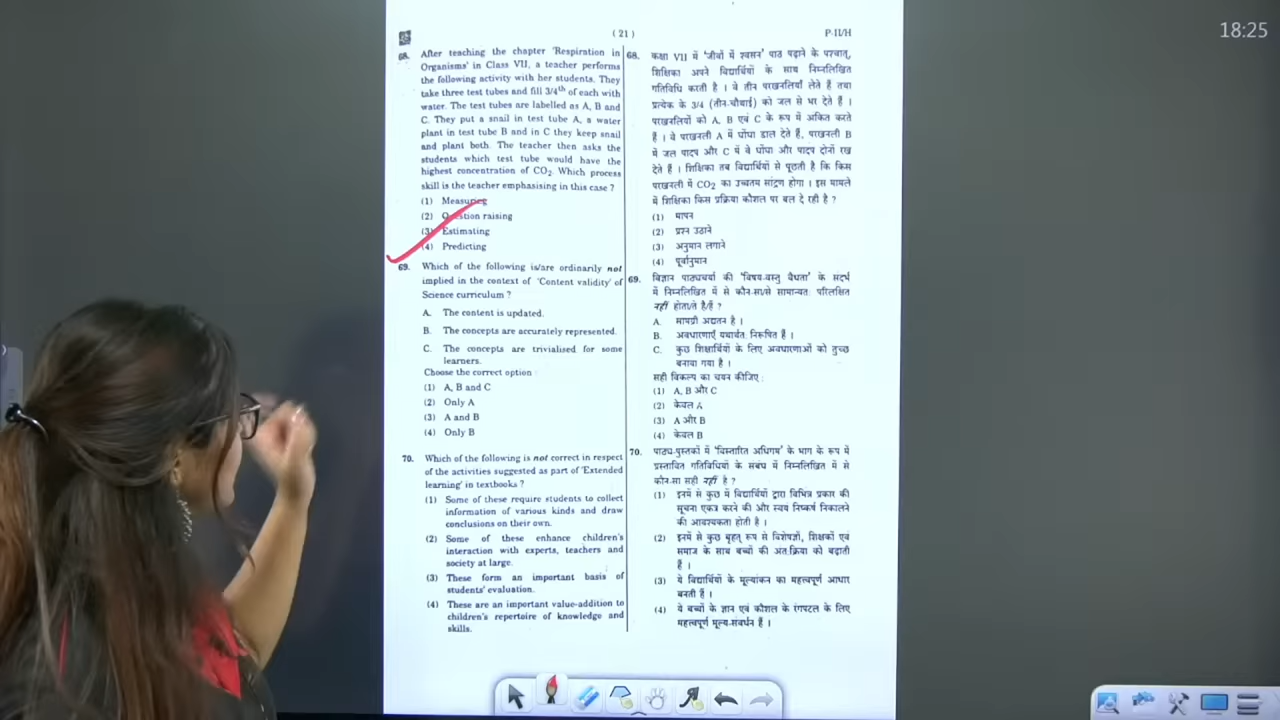 18:25
( 21 )
P-II/H
68. After teaching the chapter 'Respiration in
Organisms' in Class VII, a teacher performs
the following activity with her students. They
take three test tubes and fill 3/4th of each with
water. The test tubes are labelled as A, B and
C. They put a snail in test tube A, a water
plant in test tube B and in C they keep snail
and plant both. The teacher then asks the
students which test tube would have the
highest concentration of CO2. Which process
skill is the teacher emphasising in this case ?
(1) Measuring
(2) Question raising
(3) Estimating
(4) Predicting
69. Which of the following is/are ordinarily not
implied in the context of 'Content validity' of
Science curriculum ?
A. The content is updated.
B. The concepts are accurately represented.
C. The concepts are trivialised for some
learners.
Choose the correct option
(1) A, B and C
(2) Only A
(3) A and B
(4) Only B
70. Which of the following is not correct in respect
of the activities suggested as part of 'Extended
learning' in textbooks ?
(1) Some of these require students to collect
information of various kinds and draw
conclusions on their own.
(2) Some of these enhance children's
interaction with experts, teachers and
society at large.
(3) These form an important basis of
students' evaluation.
(4) These are an important value-addition to
children's repertoire of knowledge and
skills.
68. कक्षा VII में 'जीवों में श्वसन' पाठ पढ़ाने के पश्चात्,
शिक्षिका अपने विद्यार्थियों के साथ निम्नलिखित
गतिविधि करती है । वे तीन परखनलियाँ लेते हैं तथा
प्रत्येक के 3/4 (तीन-चौथाई) को जल से भर देते हैं ।
परखनलियों को A, B एवं C के रूप में अंकित करते
हैं । वे परखनली A में घोंघा डाल देते हैं, परखनली B
में जल पादप और C में वे घोंघा और पादप दोनों रख
देते हैं । शिक्षिका तब विद्यार्थियों से पूछती है कि किस
परखनली में CO2 का उच्चतम सांद्रण होगा । इस मामले
में शिक्षिका किस प्रक्रिया कौशल पर बल दे रही है ?
(1) मापन
(2) प्रश्न उठाने
(3) अनुमान लगाने
(4) पूर्वानुमान
69. विज्ञान पाठ्यचर्या की 'विषय-वस्तु वैधता' के संदर्भ
में निम्नलिखित में से कौन-सा/से सामान्यतः परिलक्षित
नहीं होता/ते है/हैं ?
A. सामग्री अद्यतन है ।
B. अवधारणाएँ यथार्थतः निरूपित हैं ।
C. कुछ शिक्षार्थियों के लिए अवधारणाओं को तुच्छ
बनाया गया है ।
सही विकल्प का चयन कीजिए :
(1) A, B और C
(2) केवल A
(3) A और B
(4) केवल B
70. पाठ्य-पुस्तकों में 'विस्तारित अधिगम' के भाग के रूप में
प्रस्तावित गतिविधियों के संबंध में निम्नलिखित में से
कौन-सा सही नहीं है ?
(1) इनमें से कुछ में विद्यार्थियों द्वारा विभिन्न प्रकार की
सूचना एकत्र करने की और स्वयं निष्कर्ष निकालने
की आवश्यकता होती है ।
(2) इनमें से कुछ बृहत् रूप से विशेषज्ञों, शिक्षकों एवं
समाज के साथ बच्चों की अंतःक्रिया को बढ़ाती
हैं ।
(3) ये विद्यार्थियों के मूल्यांकन का महत्त्वपूर्ण आधार
बनती हैं ।
(4) ये बच्चों के ज्ञान एवं कौशल के रंगपटल के लिए
महत्त्वपूर्ण मूल्य-संवर्धन हैं ।